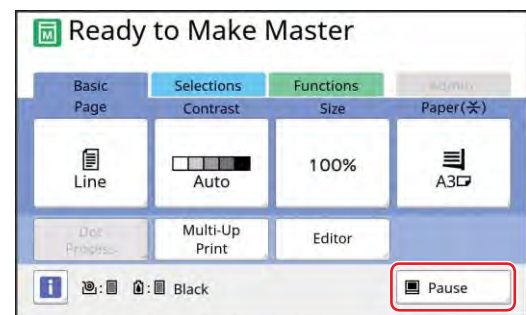 M Ready to Make Master
Basic Selections Functions Admin
Page Contrast Size Paper(⚹)
Line Auto 100% A3
Dot Process Multi-Up Print Editor
i : : Black Pause